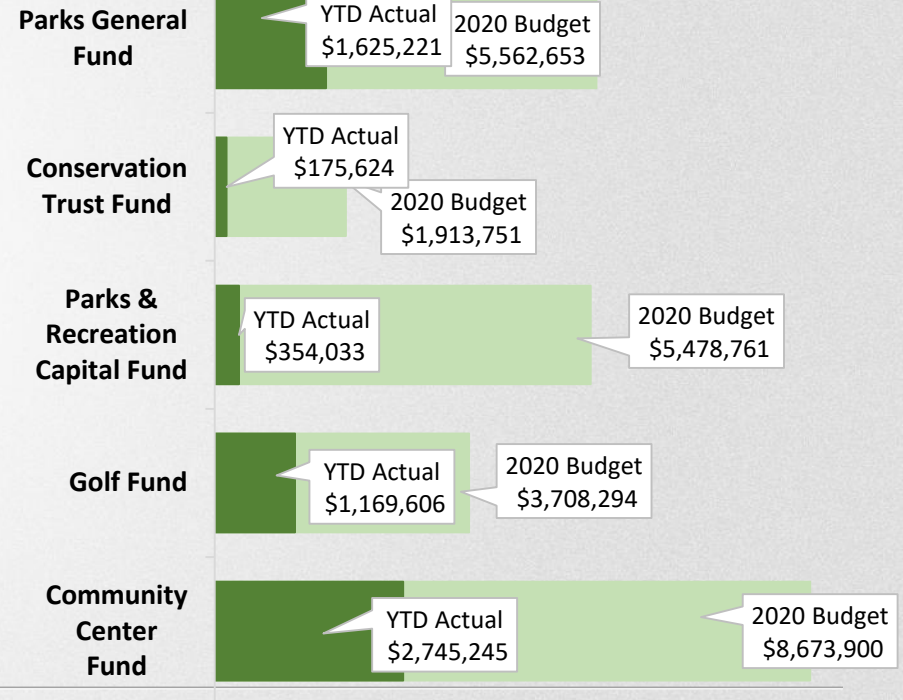 Parks General
Fund
YTD Actual
$1,625,221
2020 Budget
$5,562,653
Conservation
Trust Fund
YTD Actual
$175,624
2020 Budget
$1,913,751
Parks &
Recreation
Capital Fund
YTD Actual
$354,033
2020 Budget
$5,478,761
Golf Fund
YTD Actual
$1,169,606
2020 Budget
$3,708,294
Community
Center
Fund
YTD Actual
$2,745,245
2020 Budget
$8,673,900